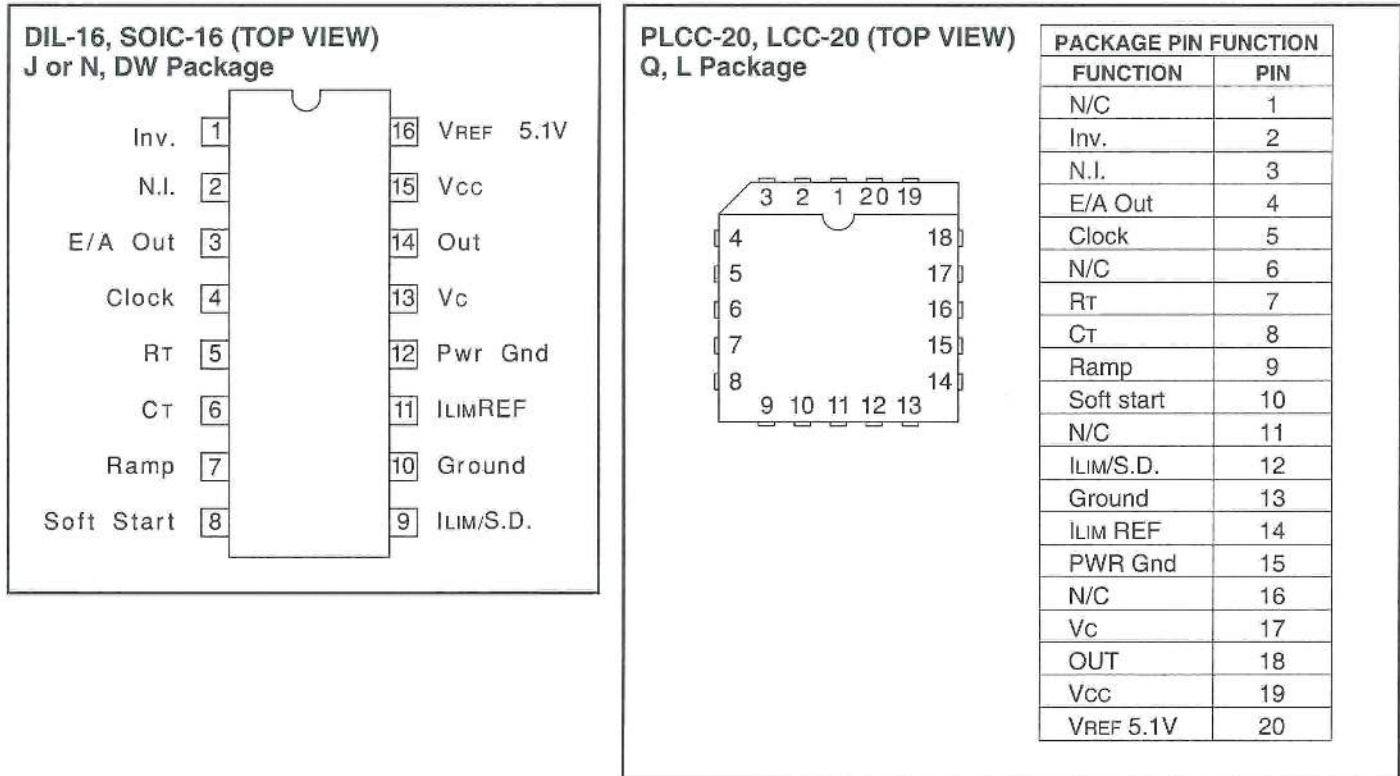 DIL-16, SOIC-16 (TOP VIEW)
J or N, DW Package
Inv. 1 16 VREF 5.1V
N.I. 2 15 Vcc
E/A Out 3 14 Out
Clock 4 13 Vc
RT 5 12 Pwr Gnd
CT 6 11 ILIMREF
Ramp 7 10 Ground
Soft Start 8 9 ILIM/S.D.
PLCC-20, LCC-20 (TOP VIEW)
Q, L Package
3 2 1 20 19
4 18
5 17
6 16
7 15
8 14
9 10 11 12 13
PACKAGE PIN FUNCTION
FUNCTION PIN
N/C 1
Inv. 2
N.I. 3
E/A Out 4
Clock 5
N/C 6
RT 7
CT 8
Ramp 9
Soft start 10
N/C 11
ILIM/S.D. 12
Ground 13
ILIM REF 14
PWR Gnd 15
N/C 16
Vc 17
OUT 18
Vcc 19
VREF 5.1V 20